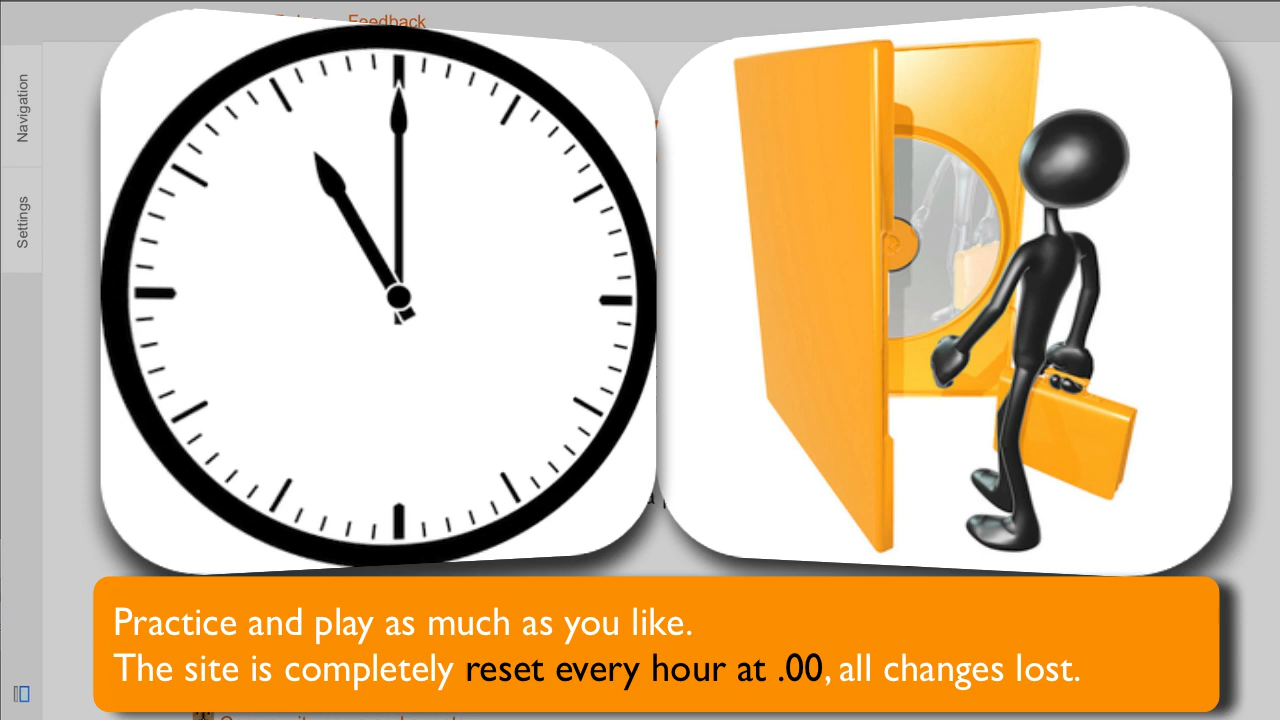 Feedback
Navigation
Settings
Practice and play as much as you like.
The site is completely reset every hour at .00, all changes lost.